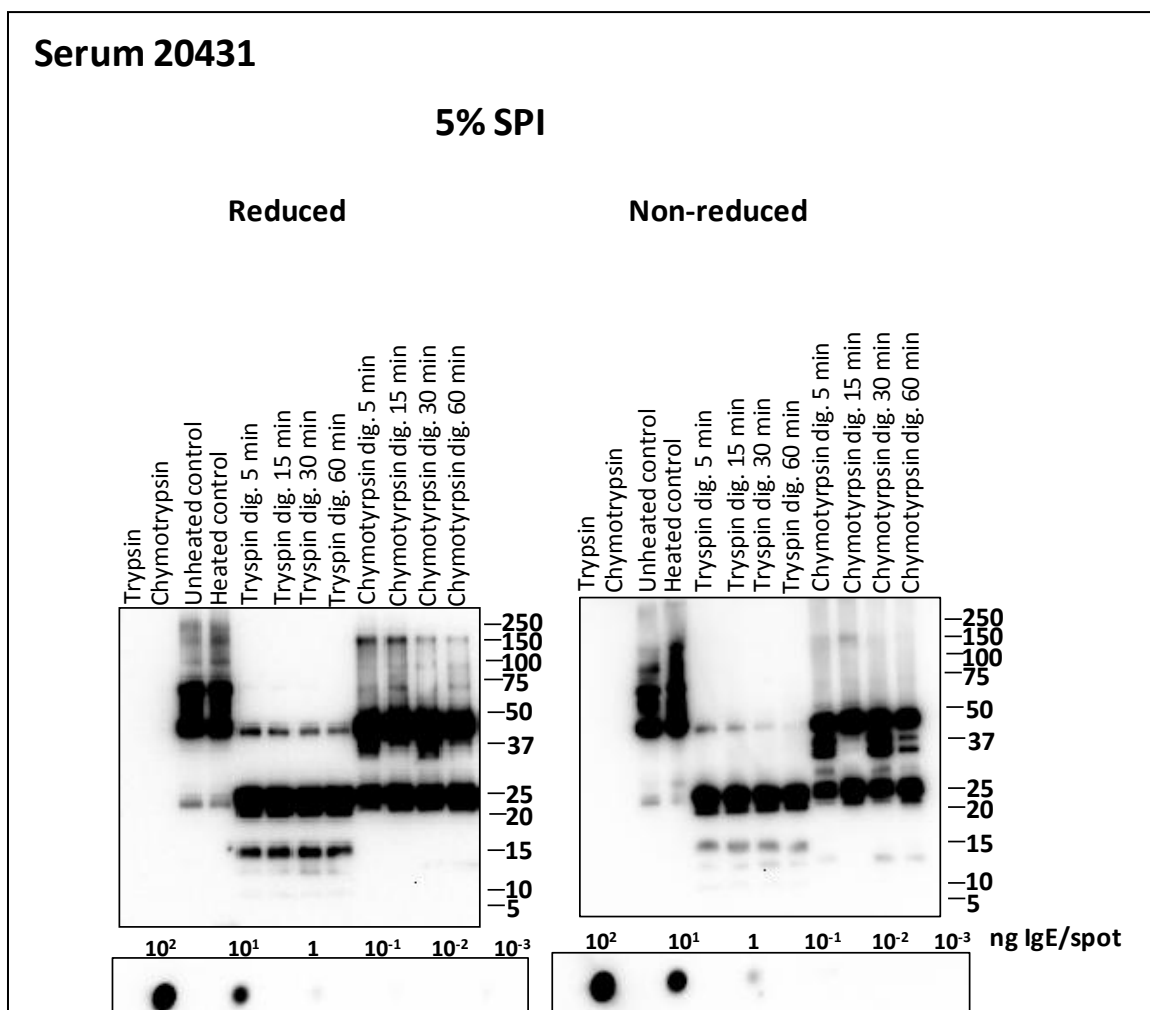 Serum 20431
5% SPI
Reduced
Non-reduced
Trypsin
Chymotrypsin
Unheated control
Heated control
Tryspin dig. 5 min
Tryspin dig. 15 min
Tryspin dig. 30 min
Tryspin dig. 60 min
Chymotyrpsin dig. 5 min
Chymotyrpsin dig. 15 min
Chymotyrpsin dig. 30 min
Chymotyrpsin dig. 60 min
250
150
100
75
50
37
25
20
15
10
5
Trypsin
Chymotrypsin
Unheated control
Heated control
Tryspin dig. 5 min
Tryspin dig. 15 min
Tryspin dig. 30 min
Tryspin dig. 60 min
Chymotyrpsin dig. 5 min
Chymotyrpsin dig. 15 min
Chymotyrpsin dig. 30 min
Chymotyrpsin dig. 60 min
250
150
100
75
50
37
25
20
15
10
5
10² 10¹ 1 10⁻¹ 10⁻² 10⁻³
10² 10¹ 1 10⁻¹ 10⁻² 10⁻³ ng IgE/spot